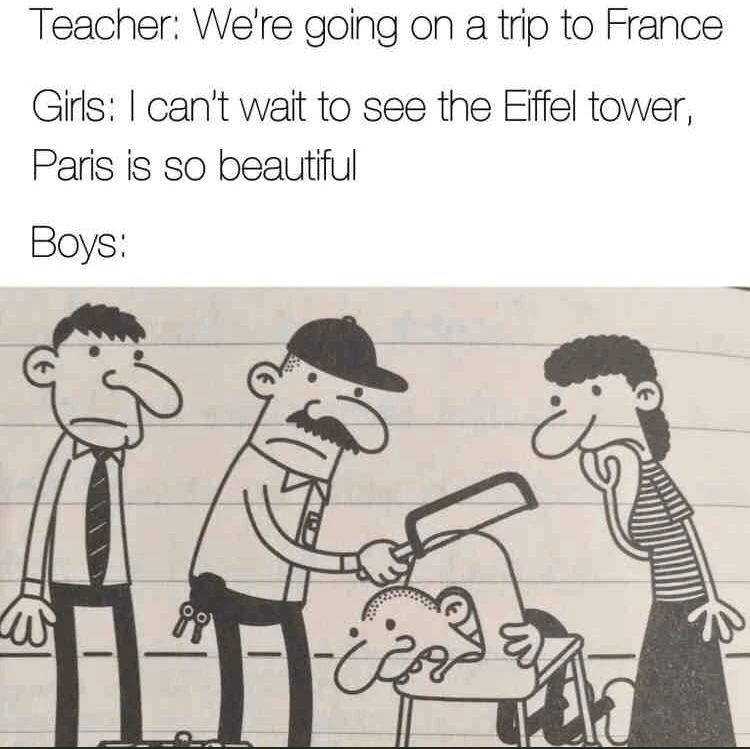 Teacher: We're going on a trip to France
Girls: I can't wait to see the Eiffel tower,
Paris is so beautiful
Boys: